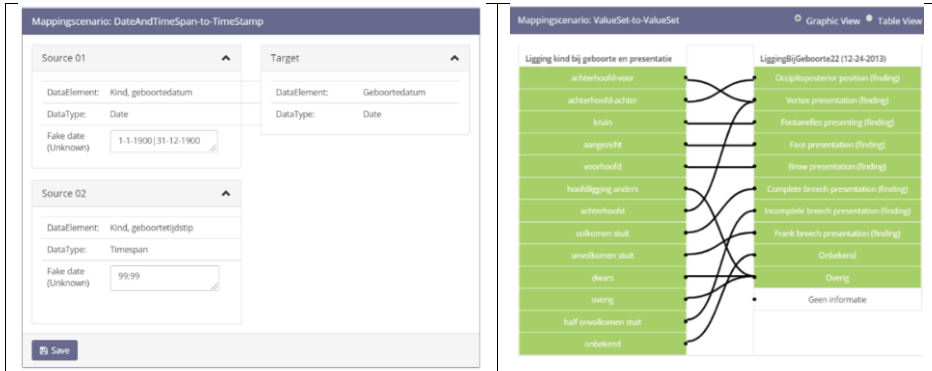 Mappingscenario: DateAndTimeSpan-to-TimeStamp
Source 01
DataElement: Kind, geboortedatum
DataType: Date
Fake date (Unknown)
1-1-1900|31-12-1900
Target
DataElement: Geboortedatum
DataType: Date
Source 02
DataElement: Kind, geboortetijdstip
DataType: Timespan
Fake date (Unknown)
99:99
Save
Mappingscenario: ValueSet-to-ValueSet
Graphic View Table View
Ligging kind bij geboorte en presentatie
achterhoofd-voor
achterhoofd-achter
kruin
aangezicht
voorhoofd
hoofdligging anders
achterhoofd
volkomen stuit
onvolkomen stuit
dwars
overig
half onvolkomen stuit
onbekend
LiggingBijGeboorte22 (12-24-2013)
Occipitoposterior position (finding)
Vertex presentation (finding)
Fontanelles presenting (finding)
Face presentation (finding)
Brow presentation (finding)
Complete breech presentation (finding)
Incomplete breech presentation (finding)
Frank breech presentation (finding)
Onbekend
Overig
Geen informatie